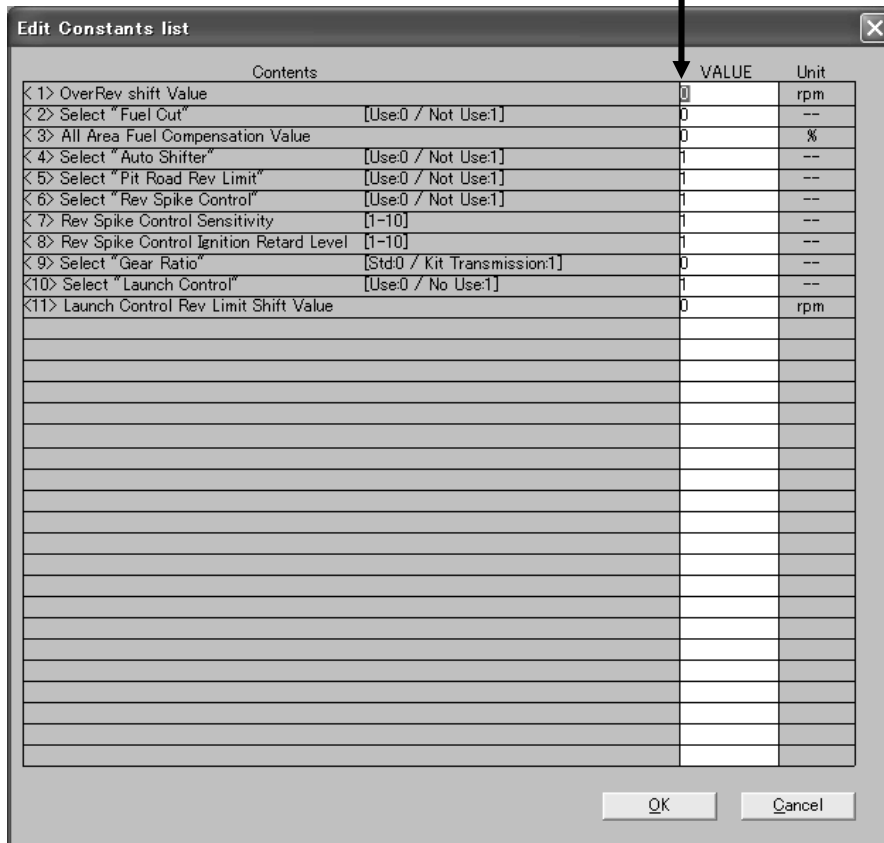 Edit Constants list
Contents VALUE Unit
< 1> OverRev shift Value 0 rpm
< 2> Select "Fuel Cut" [Use:0 / Not Use:1] 0 --
< 3> All Area Fuel Compensation Value 0 %
< 4> Select "Auto Shifter" [Use:0 / Not Use:1] 1 --
< 5> Select "Pit Road Rev Limit" [Use:0 / Not Use:1] 1 --
< 6> Select "Rev Spike Control" [Use:0 / Not Use:1] 1 --
< 7> Rev Spike Control Sensitivity [1-10] 1 --
< 8> Rev Spike Control Ignition Retard Level [1-10] 1 --
< 9> Select "Gear Ratio" [Std:0 / Kit Transmission:1] 0 --
<10> Select "Launch Control" [Use:0 / No Use:1] 1 --
<11> Launch Control Rev Limit Shift Value 0 rpm
OK Cancel